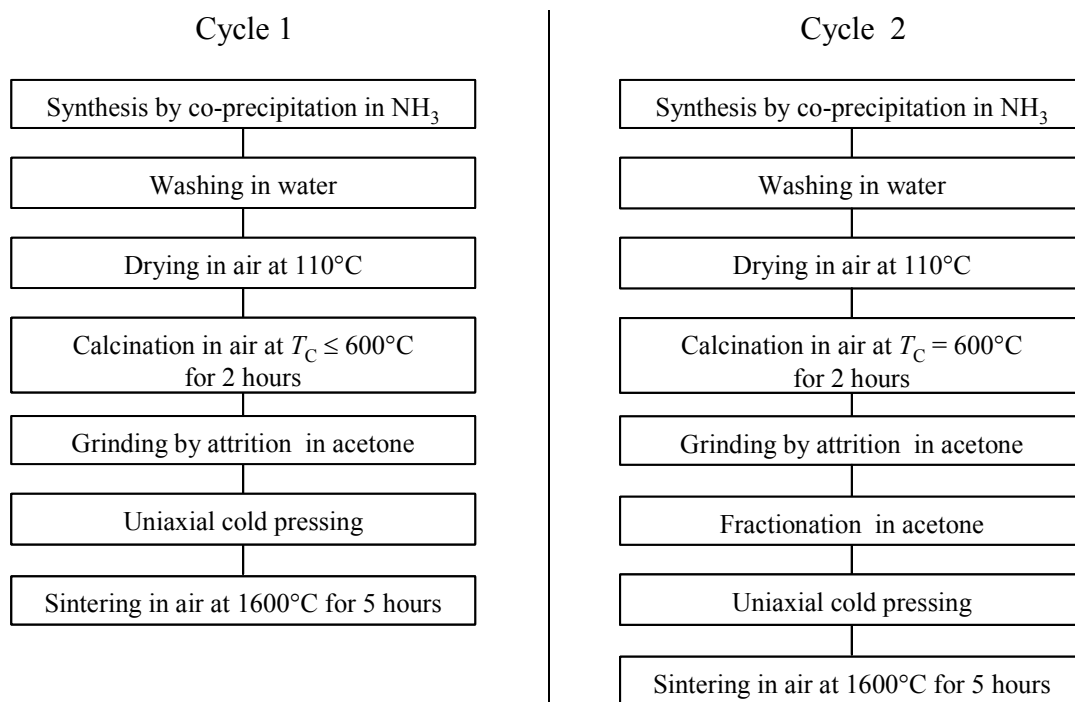 Cycle 1
Synthesis by co-precipitation in NH₃
Washing in water
Drying in air at 110°C
Calcination in air at T_C ≤ 600°C
for 2 hours
Grinding by attrition in acetone
Uniaxial cold pressing
Sintering in air at 1600°C for 5 hours
Cycle 2
Synthesis by co-precipitation in NH₃
Washing in water
Drying in air at 110°C
Calcination in air at T_C = 600°C
for 2 hours
Grinding by attrition in acetone
Fractionation in acetone
Uniaxial cold pressing
Sintering in air at 1600°C for 5 hours